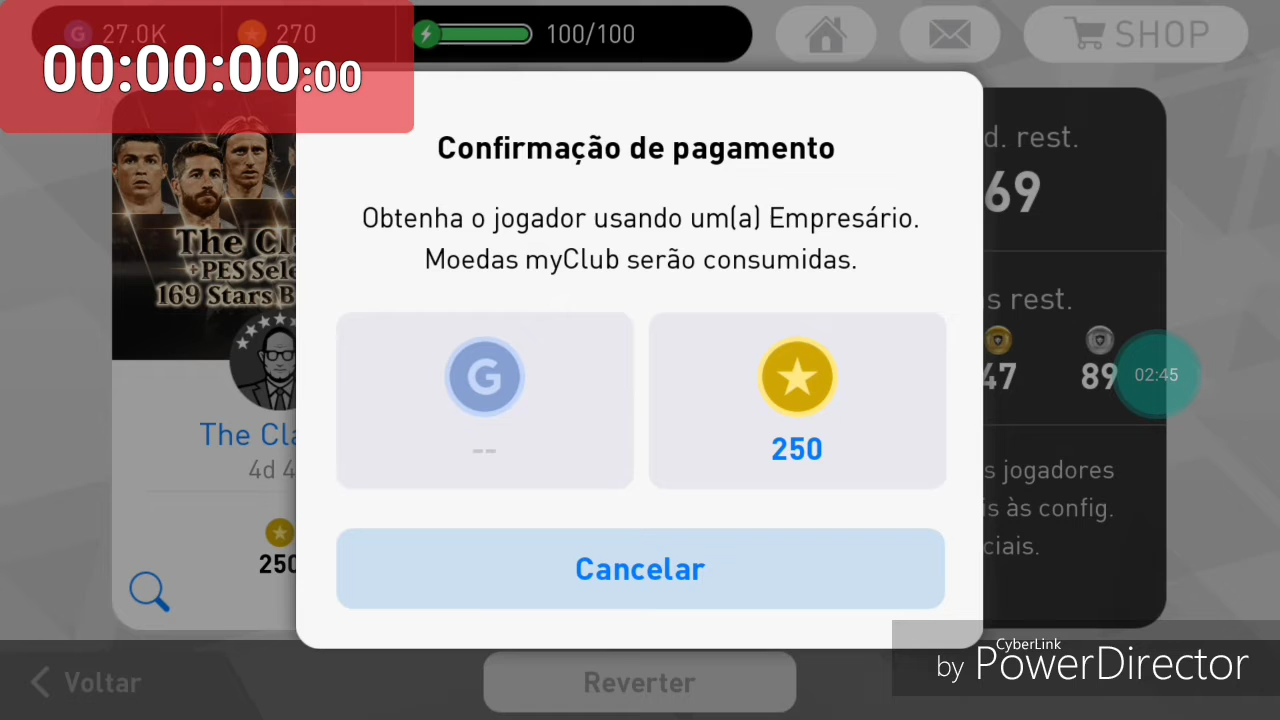 G 27.0K 270 100/100 SHOP
00:00:00:00
Confirmação de pagamento
Obtenha o jogador usando um(a) Empresário.
Moedas myClub serão consumidas.
G
--
250
Cancelar
The Cla
PES Sele
169 Stars B
The Cla
4d 4
250
d. rest.
69
s rest.
47 89
02:45
s jogadores
is às config.
ciais.
Voltar
Reverter
CyberLink
by PowerDirector